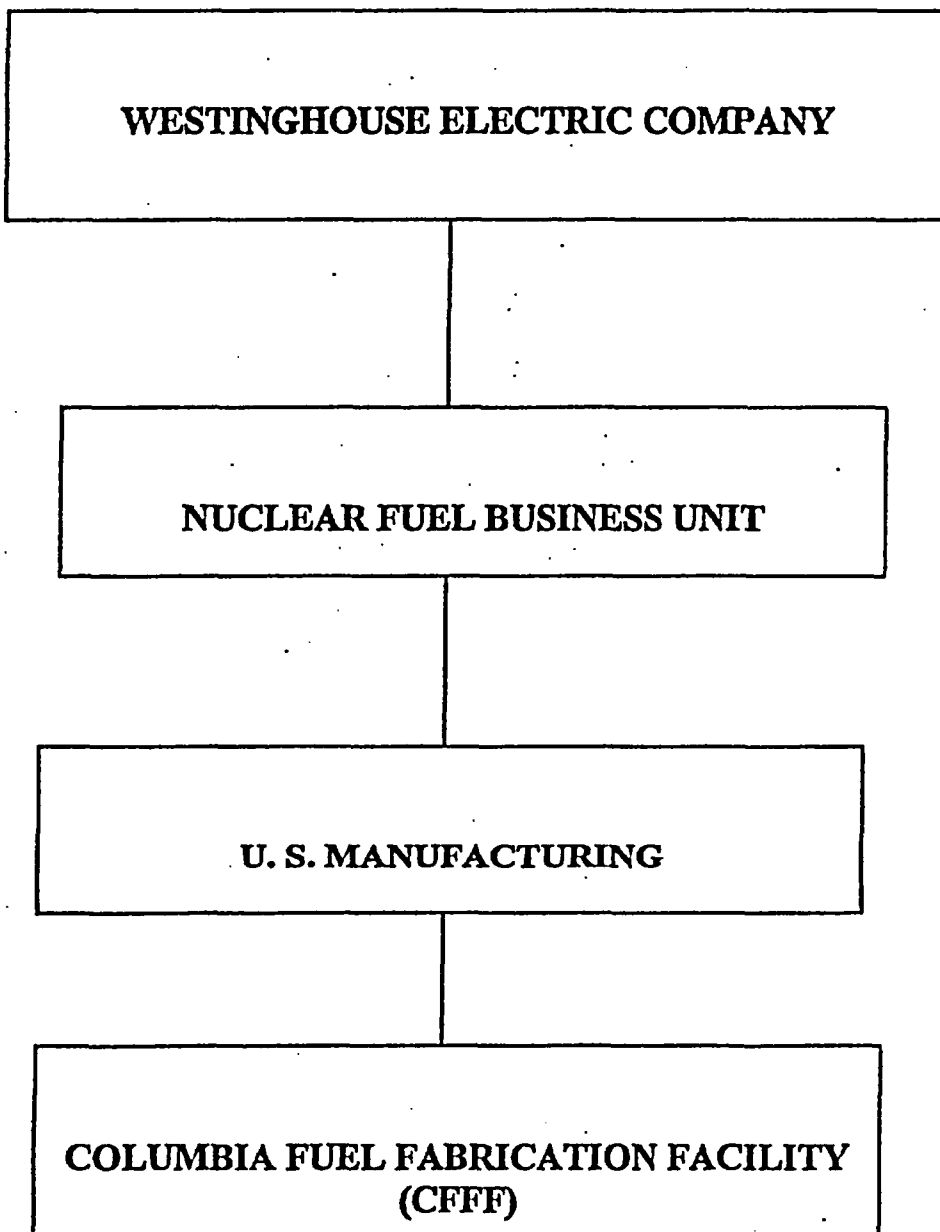 WESTINGHOUSE ELECTRIC COMPANY
NUCLEAR FUEL BUSINESS UNIT
U. S. MANUFACTURING
COLUMBIA FUEL FABRICATION FACILITY
(CFFF)